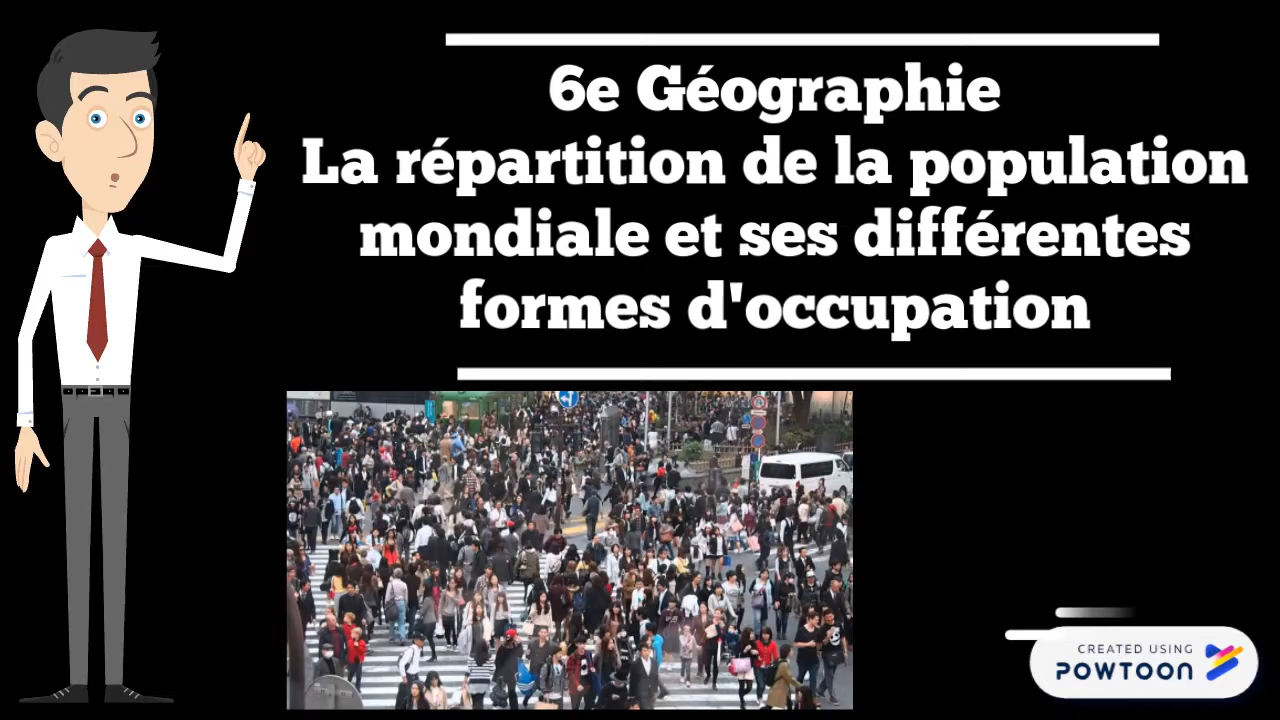 6e Géographie
La répartition de la population
mondiale et ses différentes
formes d'occupation
CREATED USING
POWTOON